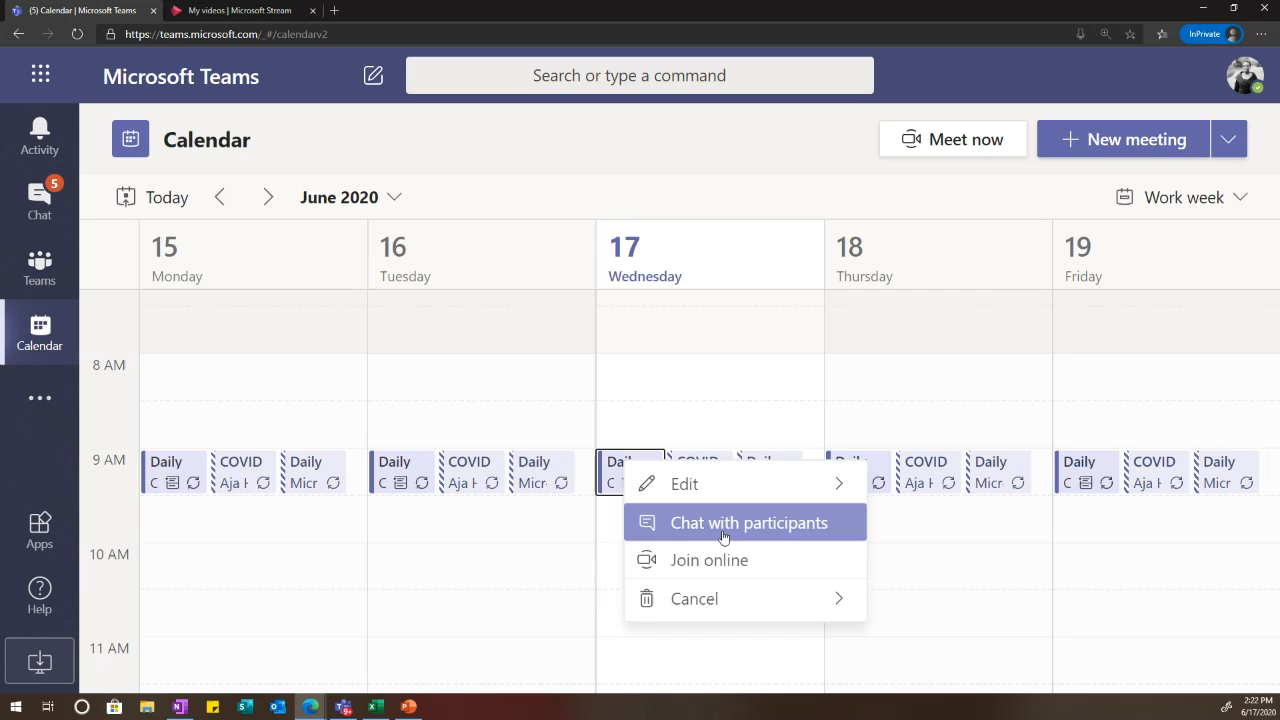 (5) Calendar | Microsoft Teams
My videos | Microsoft Stream
https://teams.microsoft.com/_#/calendarv2
InPrivate
Microsoft Teams
Search or type a command
Activity
5
Chat
Teams
Calendar
Apps
Help
Calendar
Meet now
New meeting
Today
June 2020
Work week
15
Monday
16
Tuesday
17
Wednesday
18
Thursday
19
Friday
8 AM
9 AM
10 AM
11 AM
Daily
C
COVID
Aja
Daily
Micr
Daily
C
COVID
Aja
Daily
Micr
C
COVID
Aja
Daily
Micr
Daily
C
COVID
Aja
Daily
Micr
Edit
Chat with participants
Join online
Cancel
2:22 PM
6/17/2020